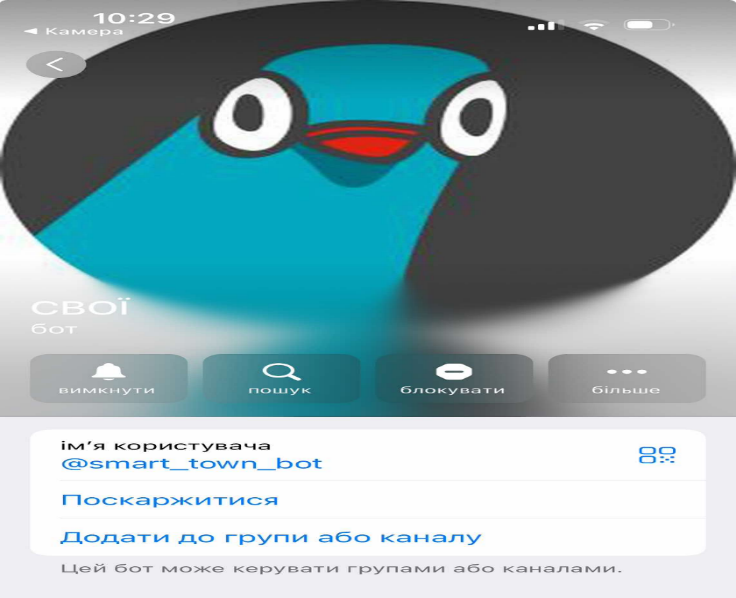 10:29
◀ Камера
СВОЇ
бот
вимкнути
пошук
блокувати
більше
ім’я користувача
@smart_town_bot
Поскаржитися
Додати до групи або каналу
Цей бот може керувати групами або каналами.